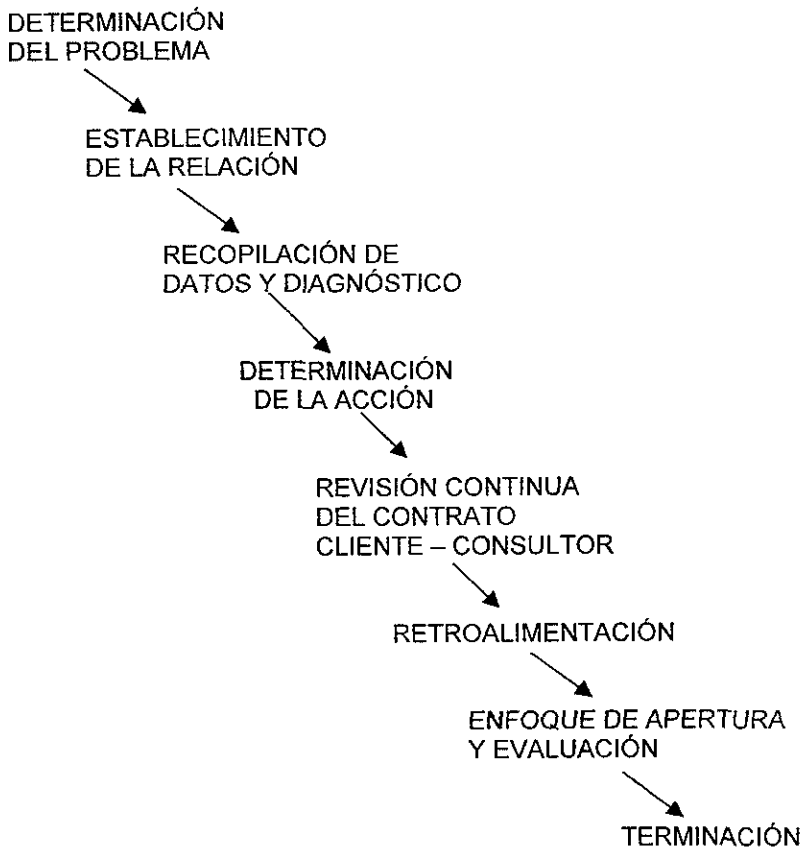 DETERMINACIÓN
DEL PROBLEMA
ESTABLECIMIENTO
DE LA RELACIÓN
RECOPILACIÓN DE
DATOS Y DIAGNÓSTICO
DETERMINACIÓN
DE LA ACCIÓN
REVISIÓN CONTINUA
DEL CONTRATO
CLIENTE – CONSULTOR
RETROALIMENTACIÓN
ENFOQUE DE APERTURA
Y EVALUACIÓN
TERMINACIÓN